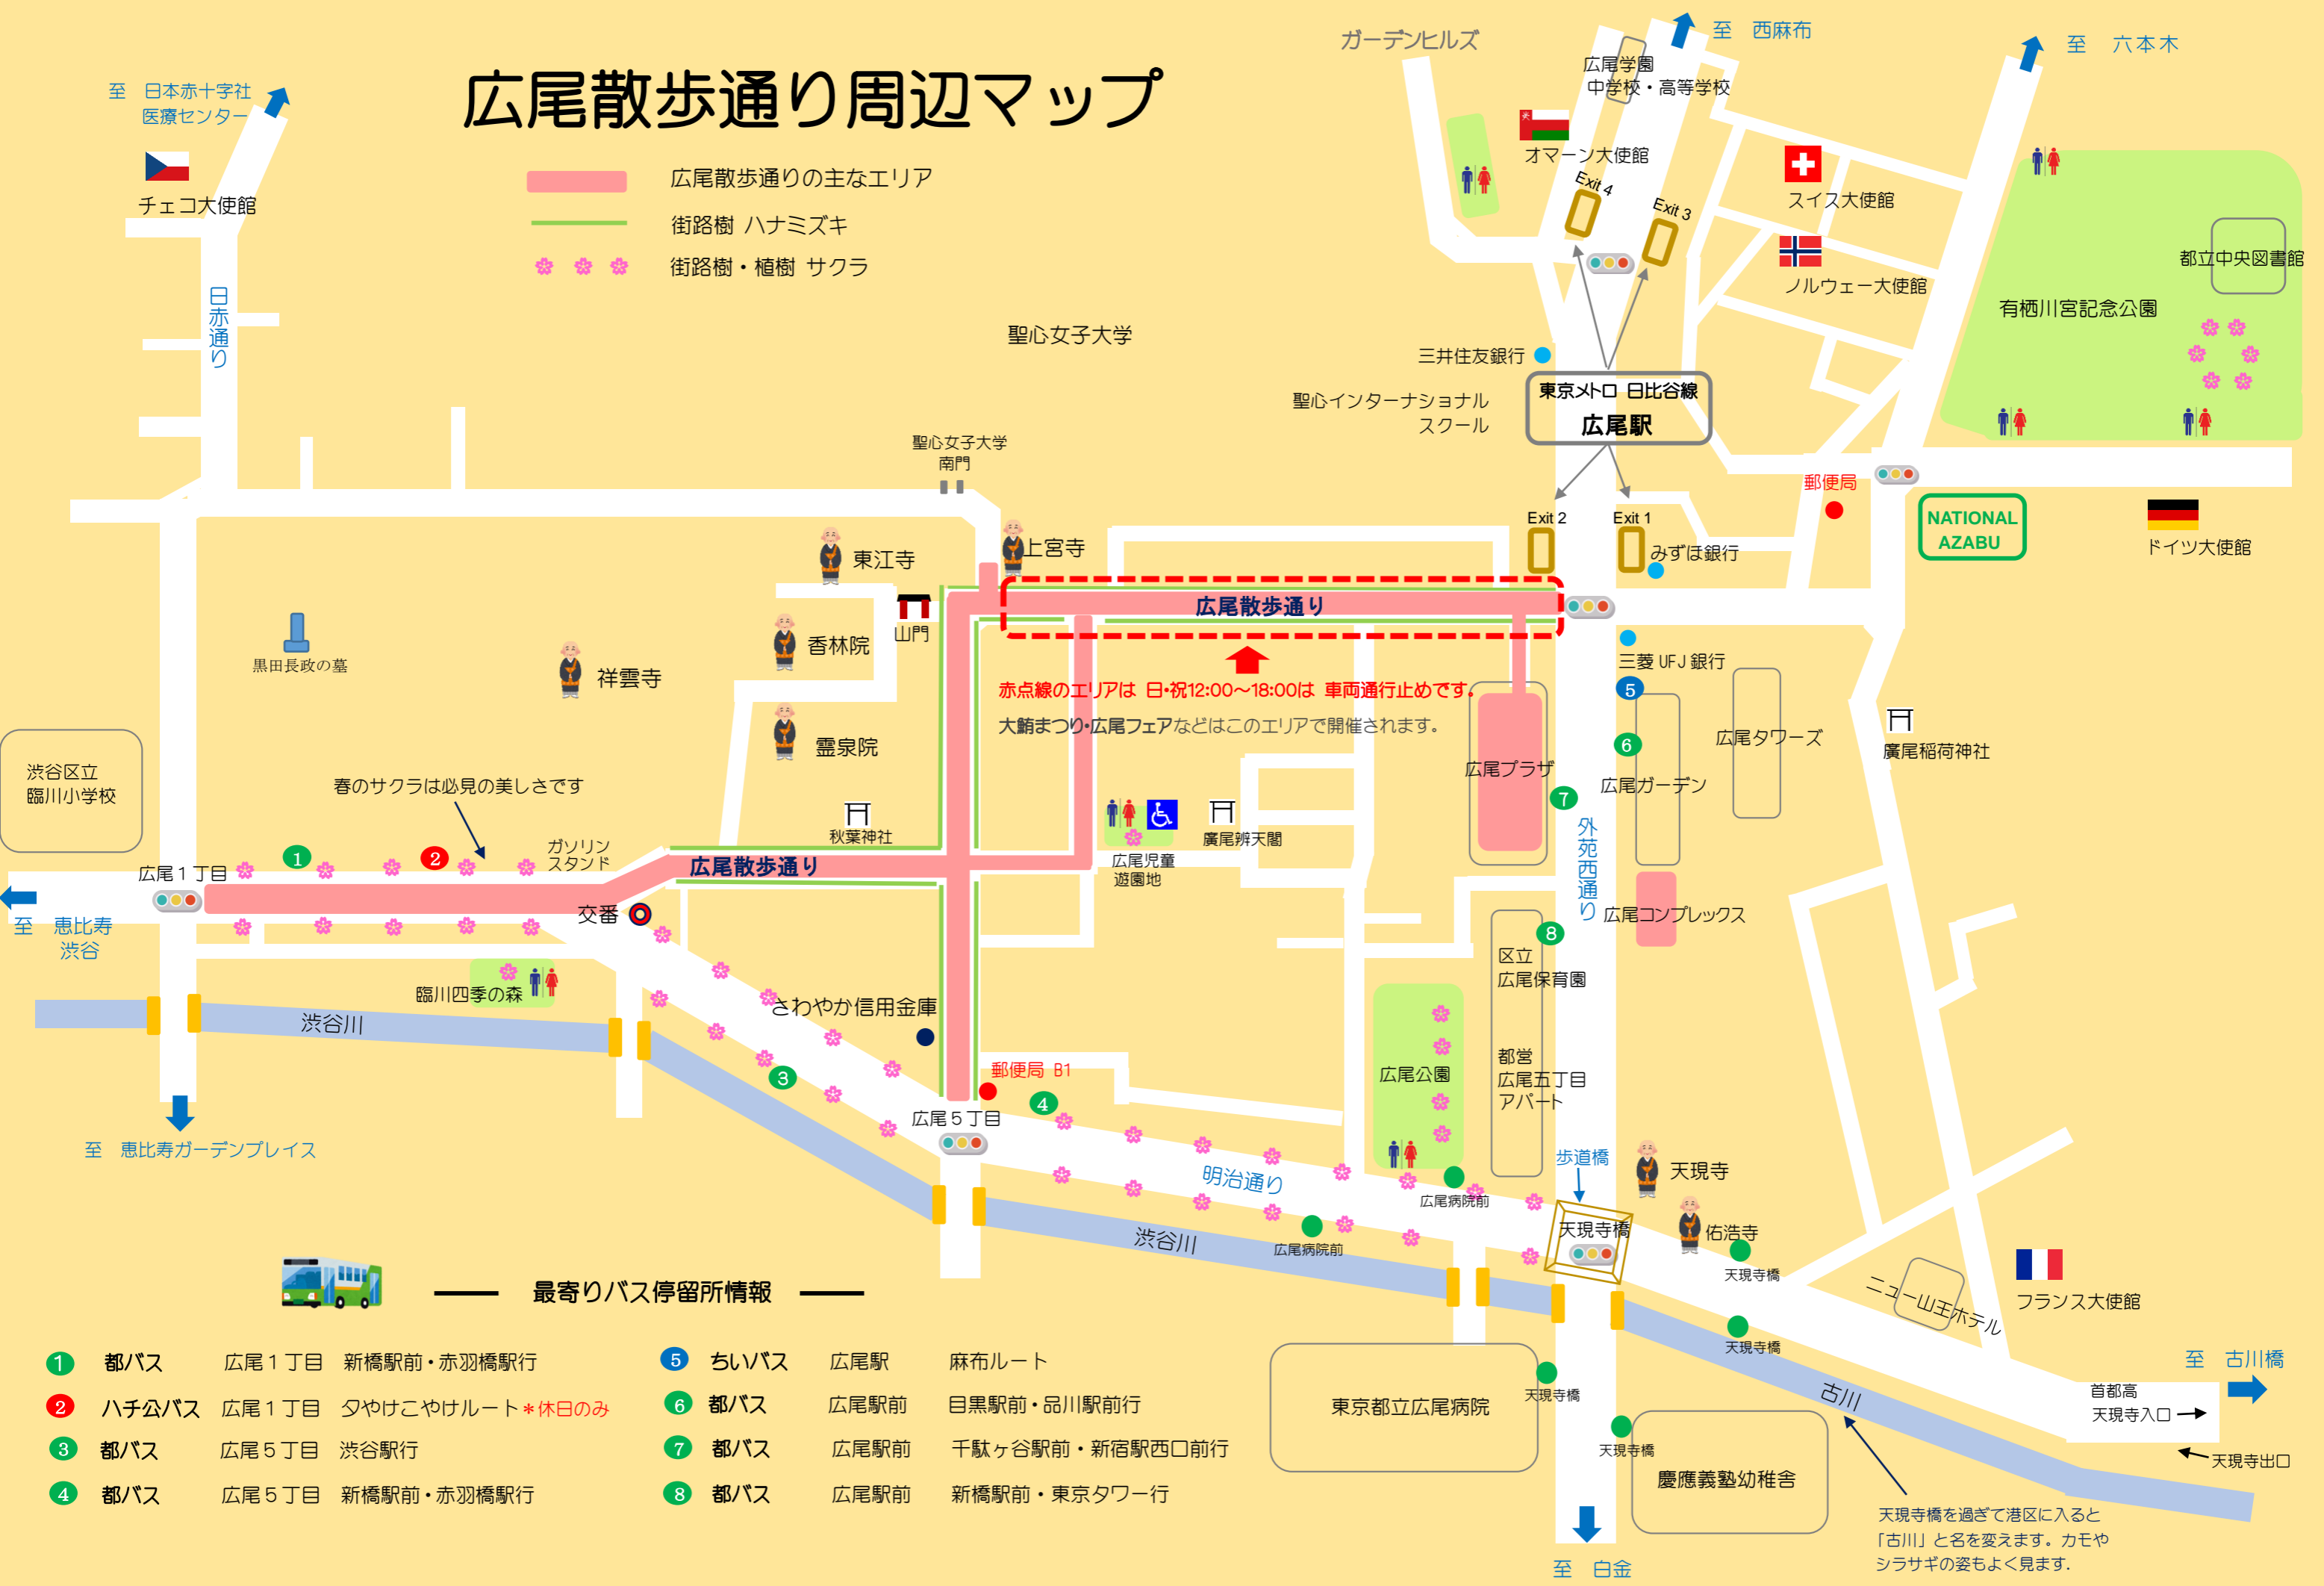 広尾散歩通り周辺マップ
広尾散歩通りの主なエリア
街路樹 ハナミズキ
街路樹・植樹 サクラ
至 日本赤十字社
医療センター
チェコ大使館
日赤通り
ガーデンヒルズ
至 西麻布
至 六本木
広尾学園
中学校・高等学校
オマーン大使館
Exit 4
Exit 3
スイス大使館
ノルウェー大使館
都立中央図書館
有栖川宮記念公園
聖心女子大学
三井住友銀行
聖心インターナショナル
スクール
東京メトロ 日比谷線
広尾駅
聖心女子大学
南門
郵便局
NATIONAL
AZABU
ドイツ大使館
Exit 2
Exit 1
みずほ銀行
上宮寺
東江寺
広尾散歩通り
山門
香林院
黒田長政の墓
祥雲寺
霊泉院
三菱 UFJ 銀行
赤点線のエリアは 日・祝12:00〜18:00は 車両通行止めです。
大鮪まつり・広尾フェアなどはこのエリアで開催されます。
5
6
7
広尾タワーズ
廣尾稲荷神社
広尾プラザ
広尾ガーデン
外苑西通り
渋谷区立
臨川小学校
春のサクラは必見の美しさです
ガソリン
スタンド
秋葉神社
廣尾辨天閣
広尾児童
遊園地
1
2
広尾1丁目
広尾散歩通り
交番
至 恵比寿
渋谷
広尾コンプレックス
8
区立
広尾保育園
臨川四季の森
さわやか信用金庫
渋谷川
都営
広尾五丁目
アパート
広尾公園
3
郵便局 B1
4
広尾5丁目
至 恵比寿ガーデンプレイス
明治通り
歩道橋
天現寺
広尾病院前
天現寺橋
佑浩寺
渋谷川
広尾病院前
天現寺橋
ニュー山王ホテル
フランス大使館
天現寺橋
至 古川橋
首都高
天現寺入口
天現寺出口
古川
東京都立広尾病院
天現寺橋
天現寺橋
慶應義塾幼稚舎
天現寺橋を過ぎて港区に入ると
「古川」と名を変えます。カモや
シラサギの姿もよく見ます.
至 白金
最寄りバス停留所情報
1 都バス 広尾1丁目 新橋駅前・赤羽橋駅行
2 ハチ公バス 広尾1丁目 夕やけこやけルート＊休日のみ
3 都バス 広尾5丁目 渋谷駅行
4 都バス 広尾5丁目 新橋駅前・赤羽橋駅行
5 ちいバス 広尾駅 麻布ルート
6 都バス 広尾駅前 目黒駅前・品川駅前行
7 都バス 広尾駅前 千駄ヶ谷駅前・新宿駅西口前行
8 都バス 広尾駅前 新橋駅前・東京タワー行